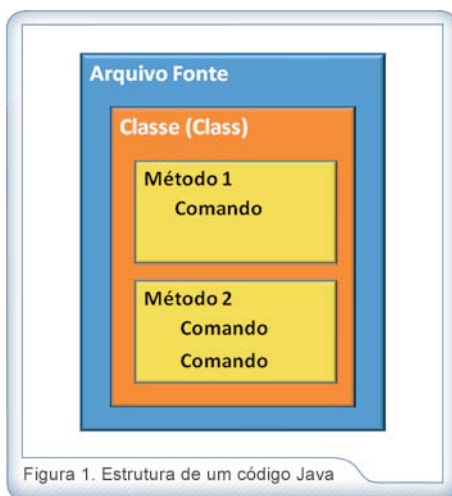 Arquivo Fonte
Classe (Class)
Método 1
Comando
Método 2
Comando
Comando
Figura 1. Estrutura de um código Java